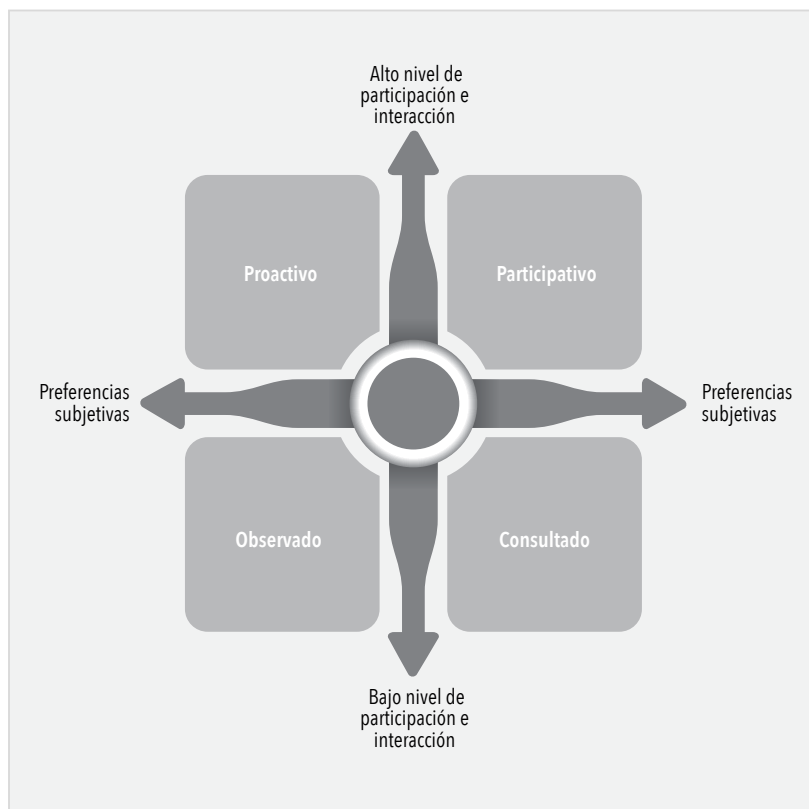 Alto nivel de
participación e
interacción
Proactivo
Participativo
Preferencias
subjetivas
Preferencias
subjetivas
Observado
Consultado
Bajo nivel de
participación e
interacción